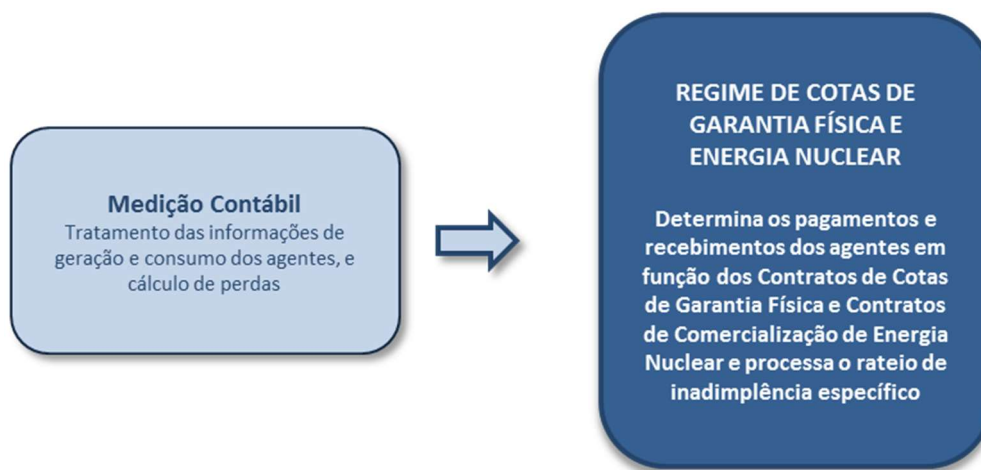 Medição Contábil
Tratamento das informações de
geração e consumo dos agentes, e
cálculo de perdas
REGIME DE COTAS DE
GARANTIA FÍSICA E
ENERGIA NUCLEAR
Determina os pagamentos e
recebimentos dos agentes em
função dos Contratos de Cotas
de Garantia Física e Contratos
de Comercialização de Energia
Nuclear e processa o rateio de
inadimplência específico